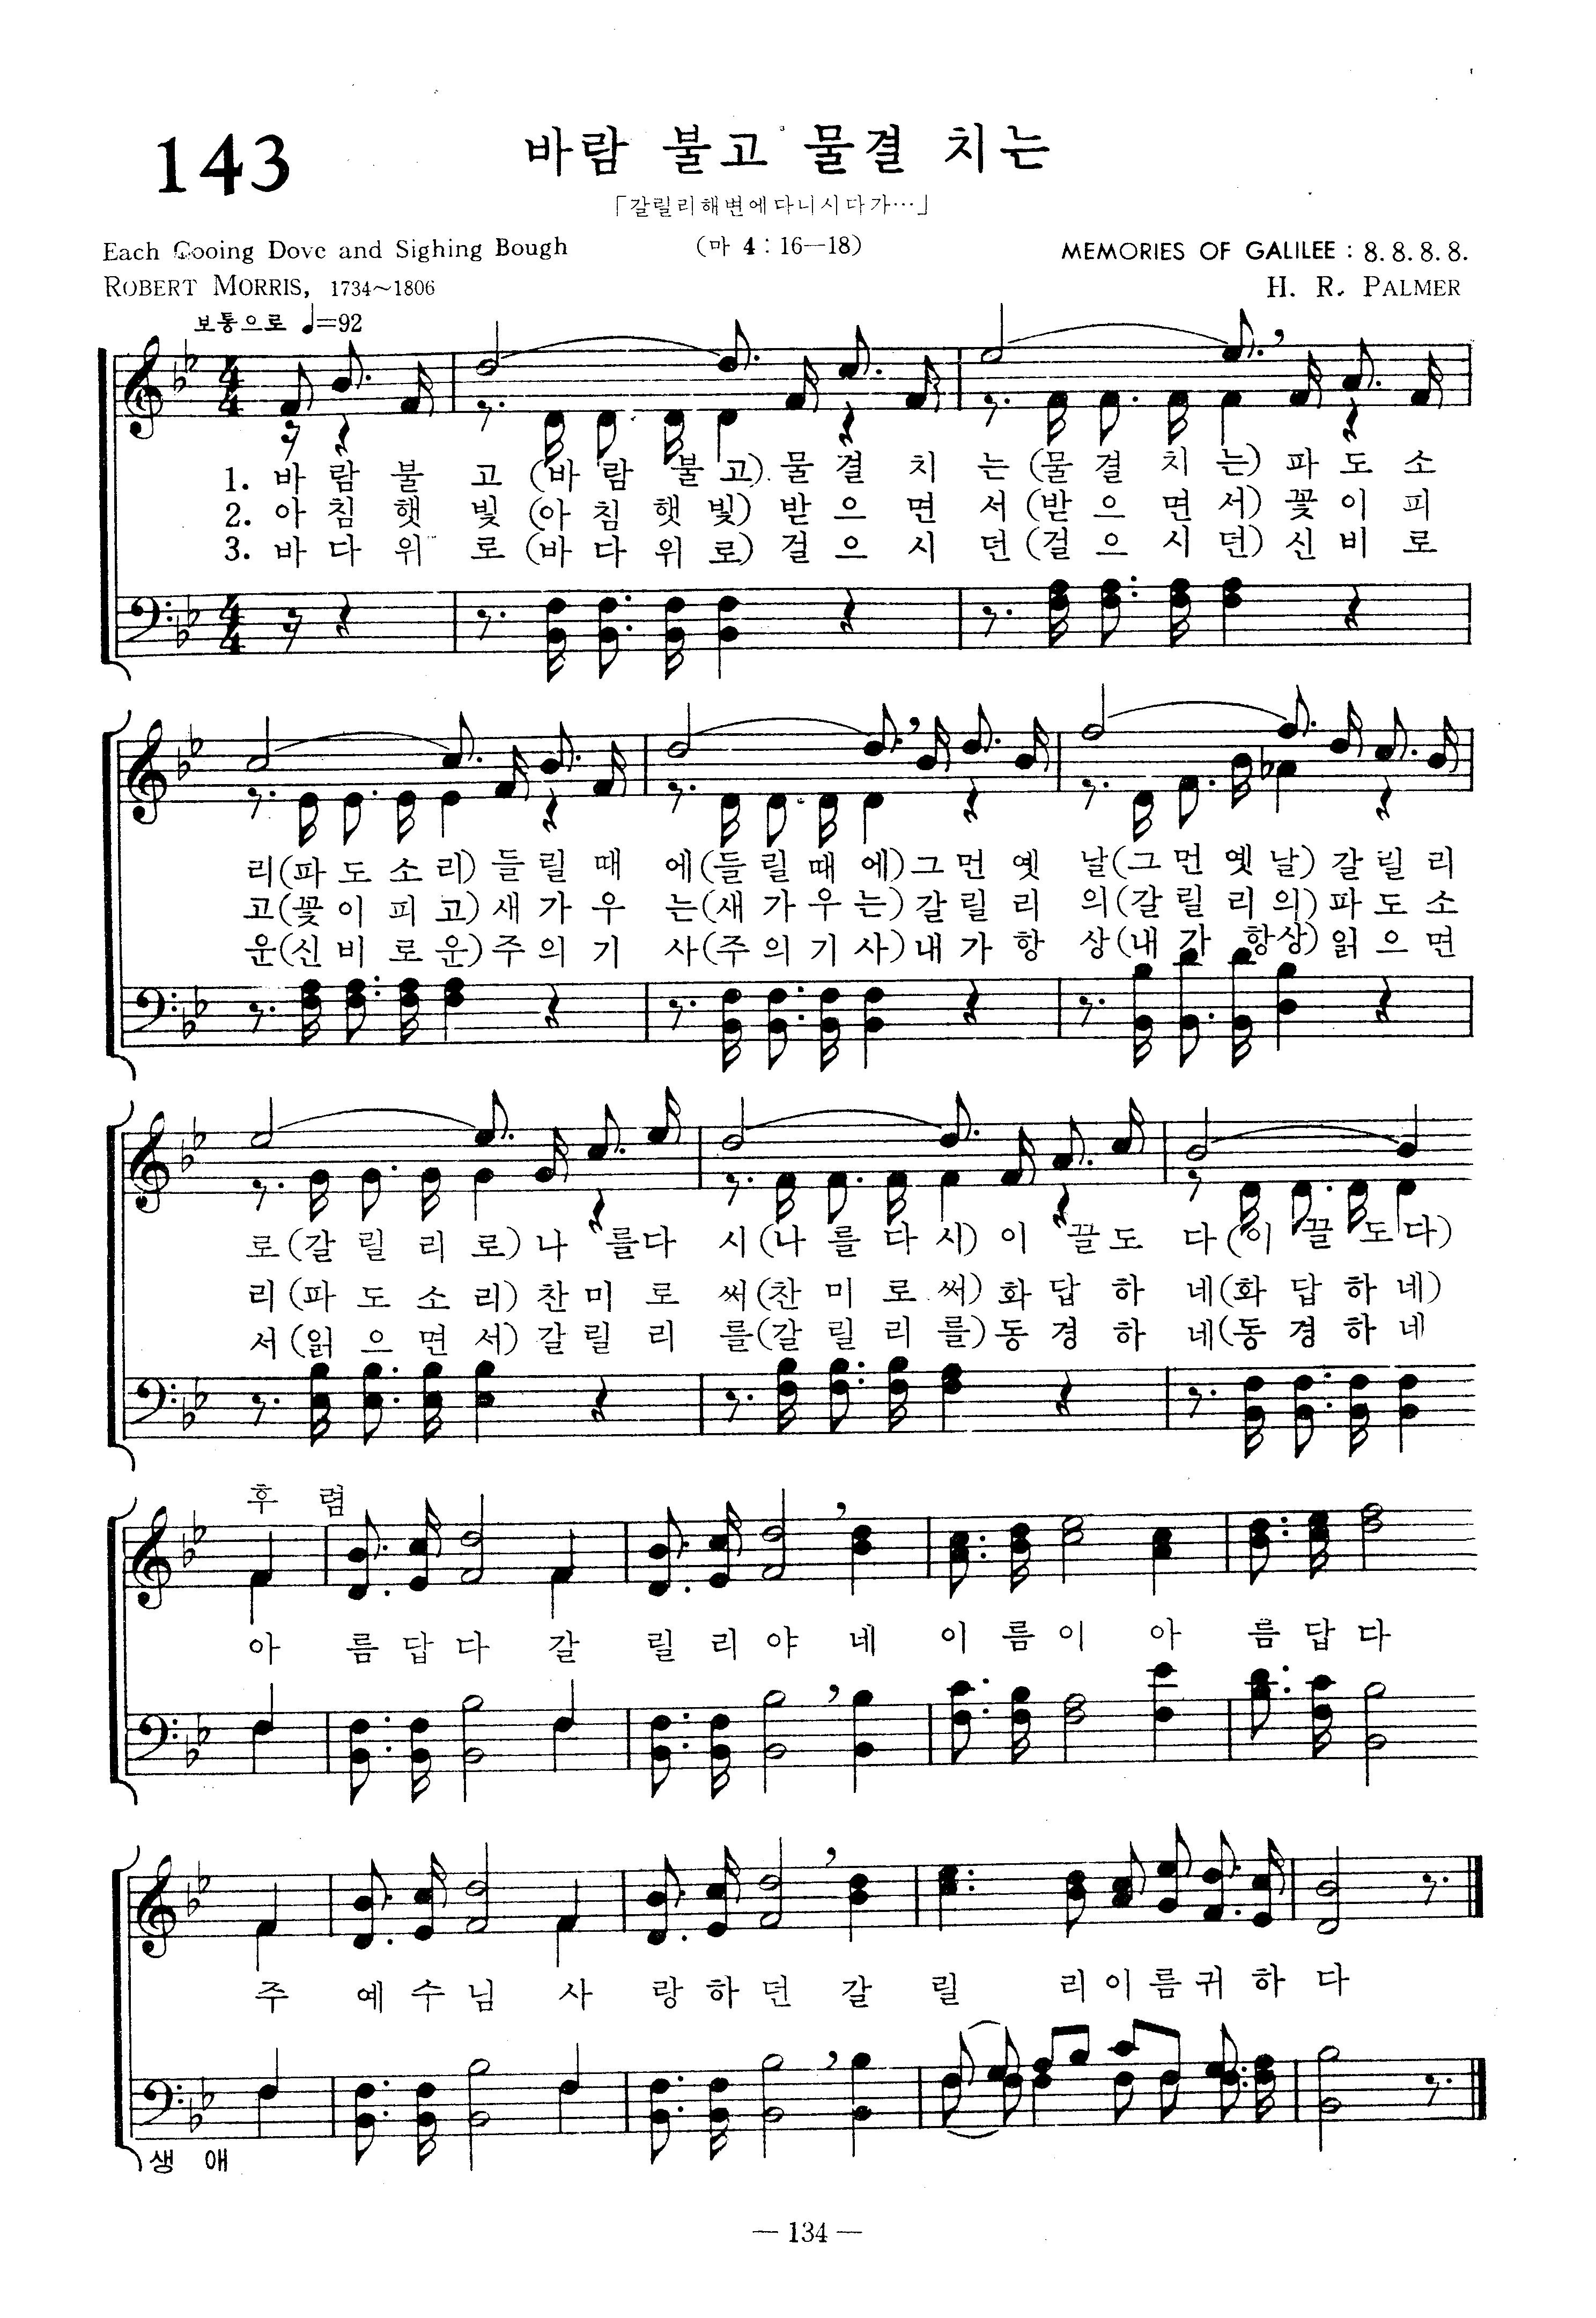 143
바람 불고 물결 치는
「갈릴리해변에다니시다가…」
Each Cooing Dove and Sighing Bough (마 4 : 16—18) MEMORIES OF GALILEE : 8. 8. 8. 8.
ROBERT MORRIS, 1734~1806 H. R. PALMER
보통으로 ♩=92
1. 바 람 불 고 (바 람 불 고) 물 결 치 는 (물 결 치 는) 파 도 소
2. 아 침 햇 빛 (아 침 햇 빛) 받 으 면 서 (받 으 면 서) 꽃 이 피
3. 바 다 위 로 (바 다 위 로) 걸 으 시 던 (걸 으 시 던) 신 비 로
리 (파 도 소 리) 들 릴 때 에 (들 릴 때 에) 그 먼 옛 날 (그 먼 옛 날) 갈 릴 리
고 (꽃 이 피 고) 새 가 우 는 (새 가 우 는) 갈 릴 리 의 (갈 릴 리 의) 파 도 소
운 (신 비 로 운) 주 의 기 사 (주 의 기 사) 내 가 항 상 (내 가 항 상) 읽 으 면
로 (갈 릴 리 로) 나 를 다 시 (나 를 다 시) 이 끌 도 다 (이 끌 도 다)
리 (파 도 소 리) 찬 미 로 써 (찬 미 로 써) 화 답 하 네 (화 답 하 네)
서 (읽 으 면 서) 갈 릴 리 를 (갈 릴 리 를) 동 경 하 네 (동 경 하 네
후 렴
아 름 답 다 갈 릴 리 야 네 이 름 이 아 름 답 다
주 예 수 님 사 랑 하 던 갈 릴 리 이 름 귀 하 다
생 애
— 134 —